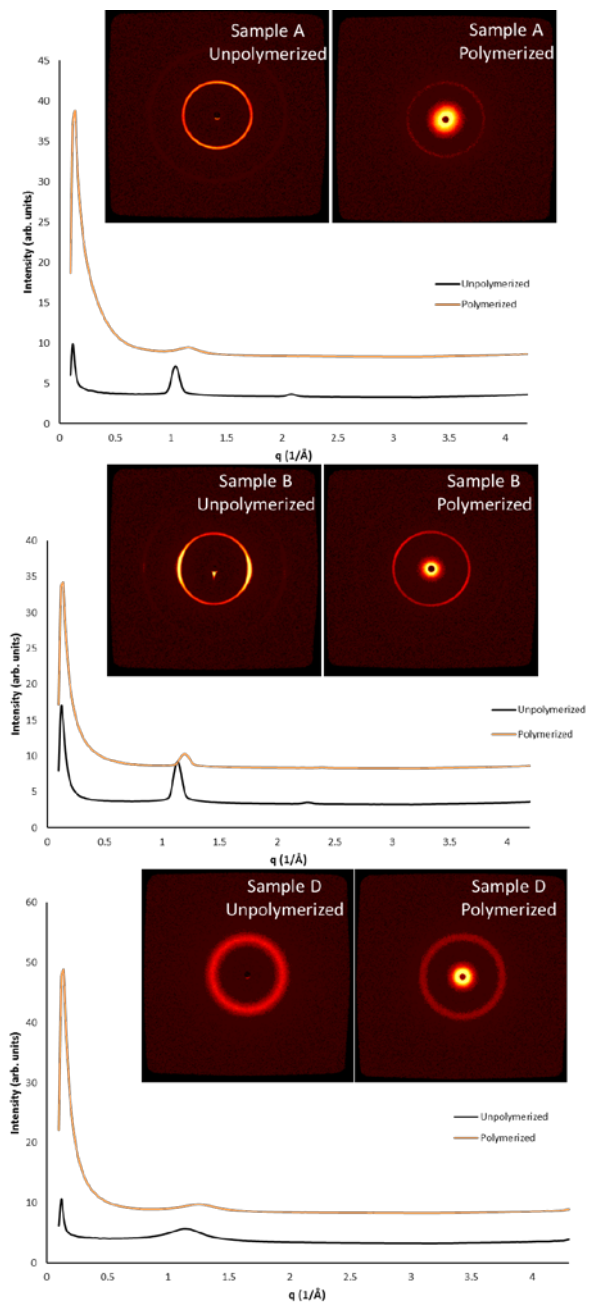 Sample A
Unpolymerized
Sample A
Polymerized
45
40
35
30
25
20
15
10
5
0
Intensity (arb. units)
Unpolymerized
Polymerized
0 0.5 1 1.5 2 2.5 3 3.5 4
q (1/Å)
Sample B
Unpolymerized
Sample B
Polymerized
40
35
30
25
20
15
10
5
0
Intensity (arb. units)
Unpolymerized
Polymerized
0 0.5 1 1.5 2 2.5 3 3.5 4
q (1/Å)
Sample D
Unpolymerized
Sample D
Polymerized
60
50
40
30
20
10
0
Intensity (arb. units)
Unpolymerized
Polymerized
0 0.5 1 1.5 2 2.5 3 3.5 4
q (1/Å)